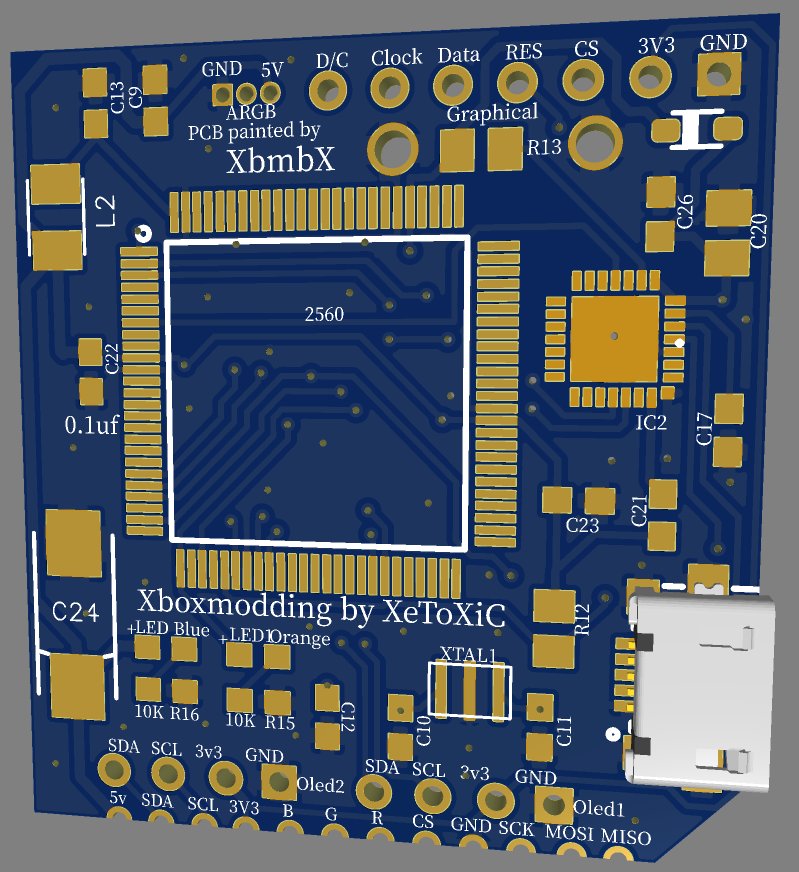 GND 5V D/C Clock Data RES CS 3V3 GND
C13 C9 ARGB Graphical
PCB painted by
XbmbX R13
L2 C26 C20
2560
C22
0.1uf IC2 C17
C23 C21
C24 Xboxmodding by XeToXiC R12
+LED Blue +LED1 Orange
XTAL1
10K R16 10K R15 C12 C10 C11
SDA SCL 3v3 GND Oled2 SDA SCL 3v3 GND Oled1
5v SDA SCL 3V3 B G R CS GND SCK MOSI MISO